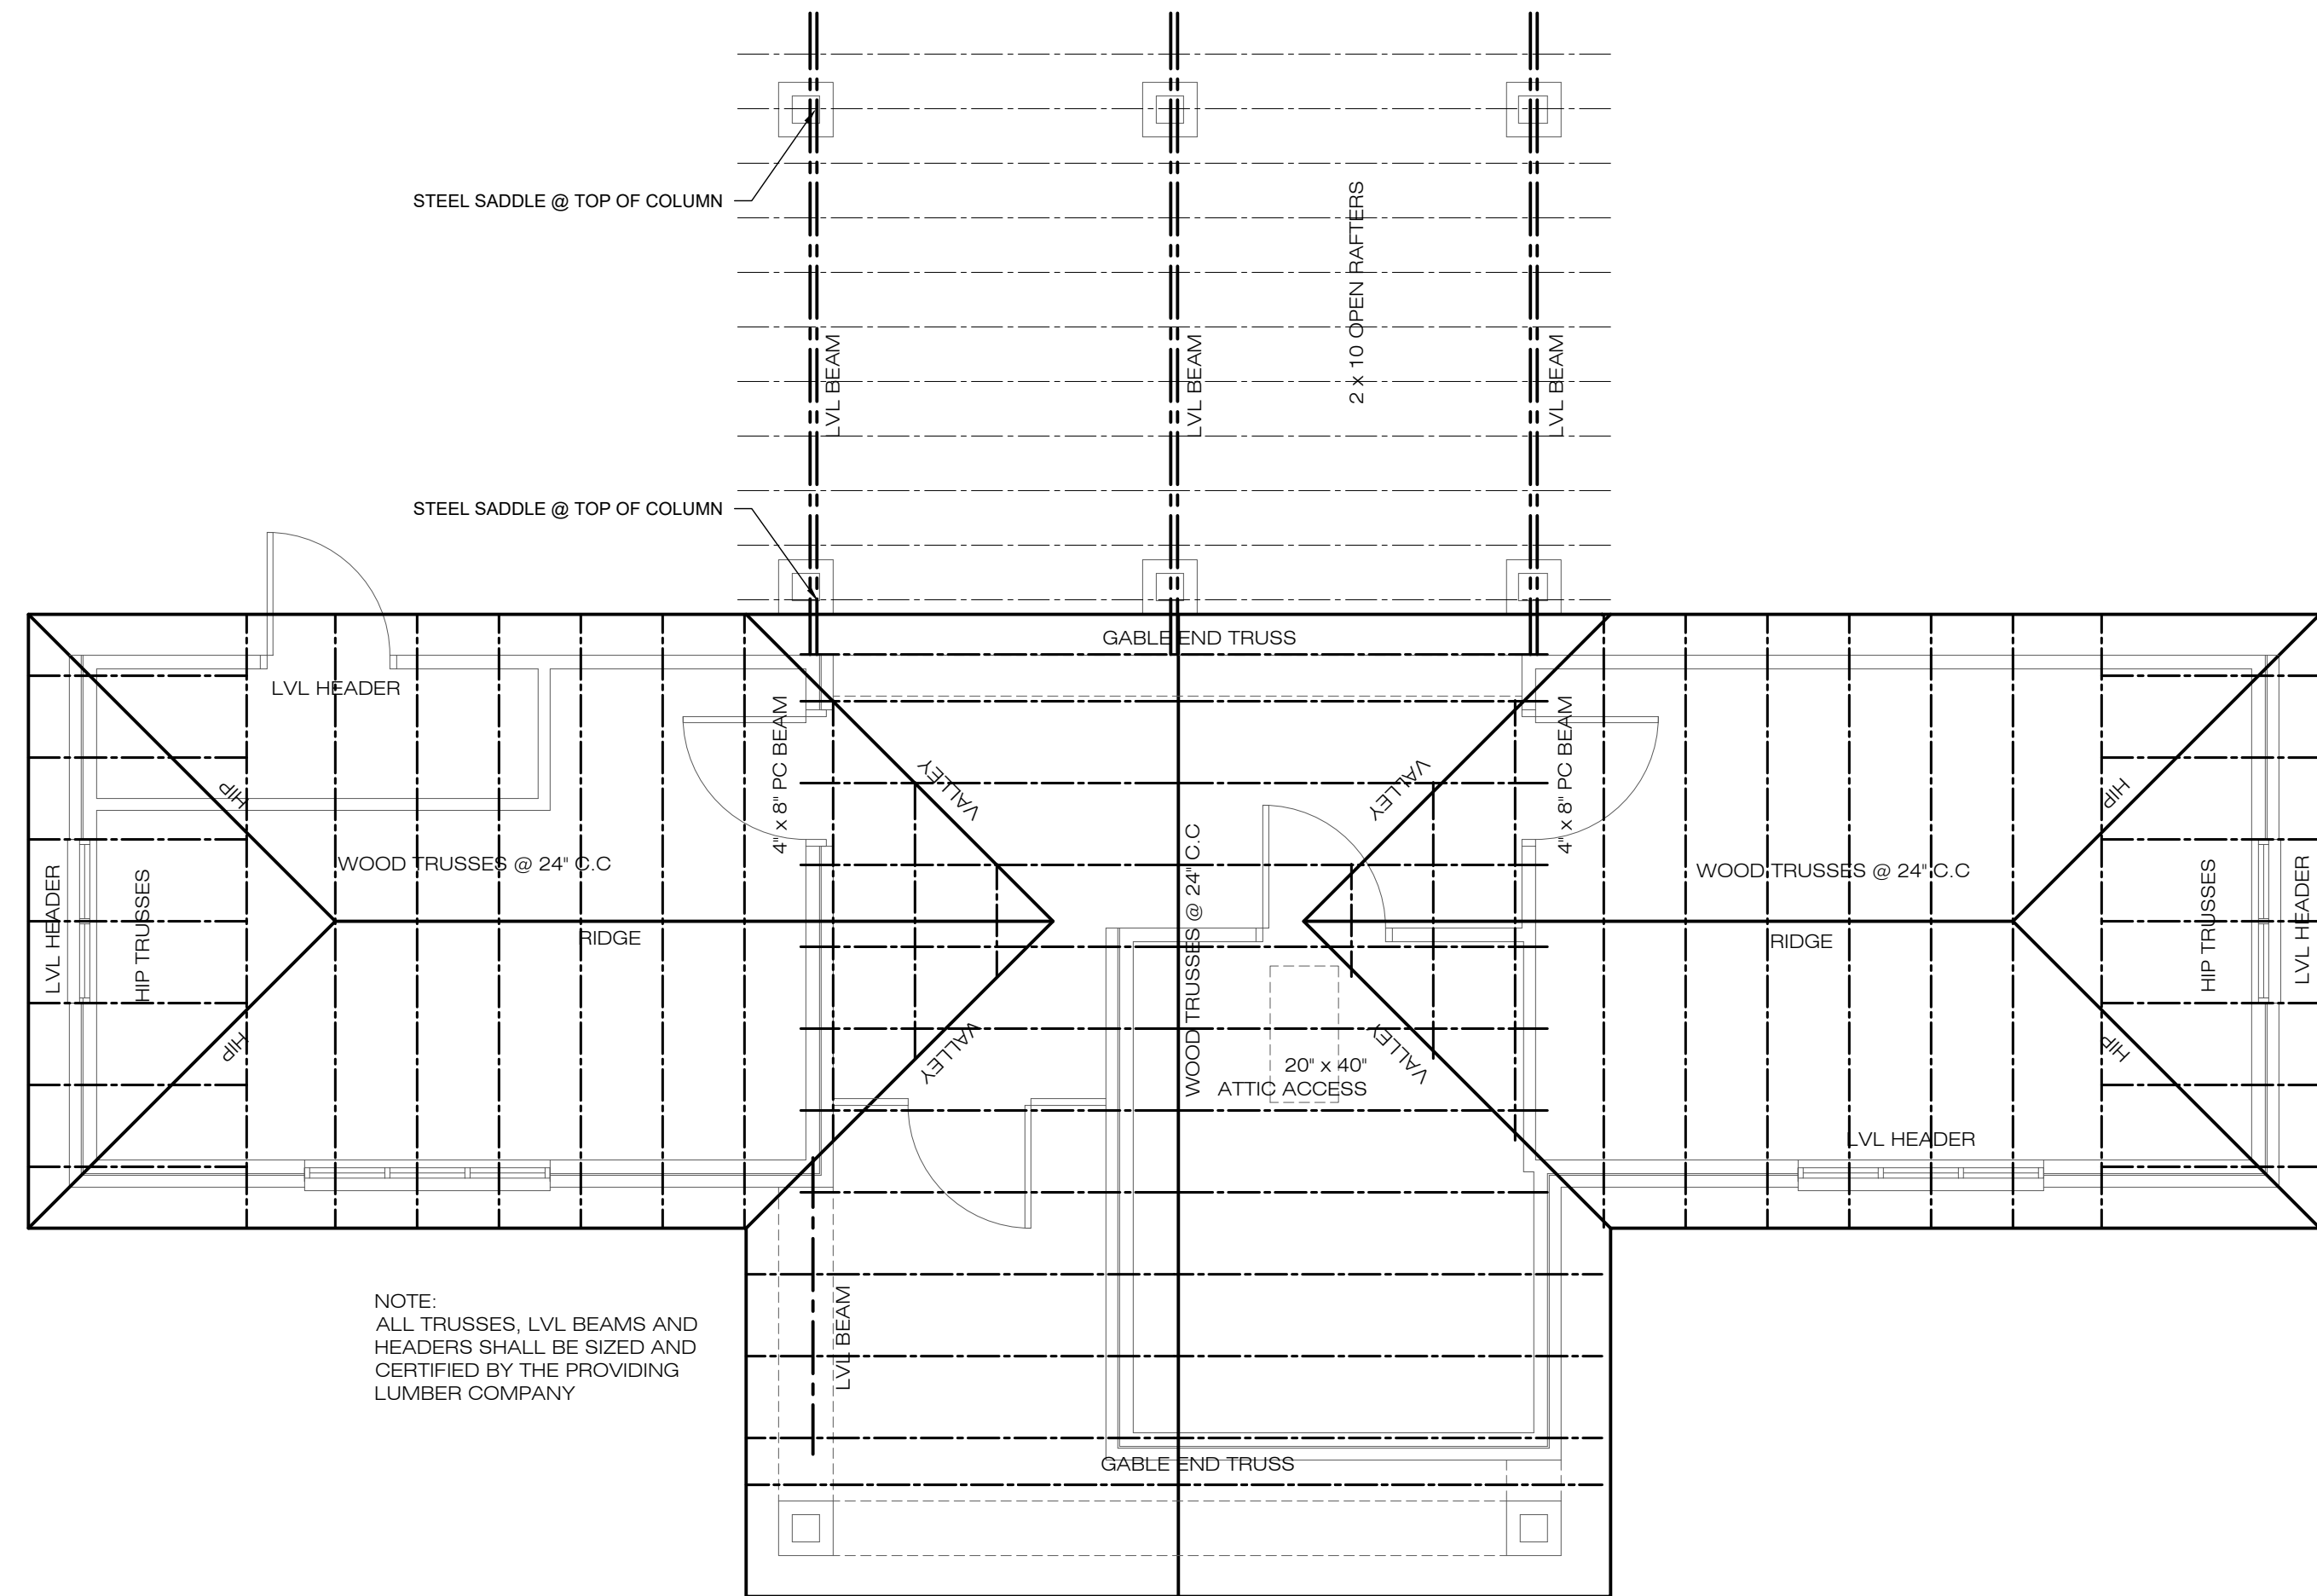 STEEL SADDLE @ TOP OF COLUMN
2 x 10 OPEN RAFTERS
LVL BEAM
LVL BEAM
LVL BEAM
STEEL SADDLE @ TOP OF COLUMN
GABLE END TRUSS
LVL HEADER
4" x 8" PC BEAM
4" x 8" PC BEAM
HIP
VALLEY
VALLEY
HIP
WOOD TRUSSES @ 24" C.C
WOOD TRUSSES @ 24" C.C
WOOD TRUSSES @ 24" C.C
LVL HEADER
HIP TRUSSES
HIP TRUSSES
LVL HEADER
RIDGE
RIDGE
HIP
VALLEY
VALLEY
HIP
20" x 40"
ATTIC ACCESS
LVL HEADER
LVL BEAM
NOTE:
ALL TRUSSES, LVL BEAMS AND
HEADERS SHALL BE SIZED AND
CERTIFIED BY THE PROVIDING
LUMBER COMPANY
GABLE END TRUSS